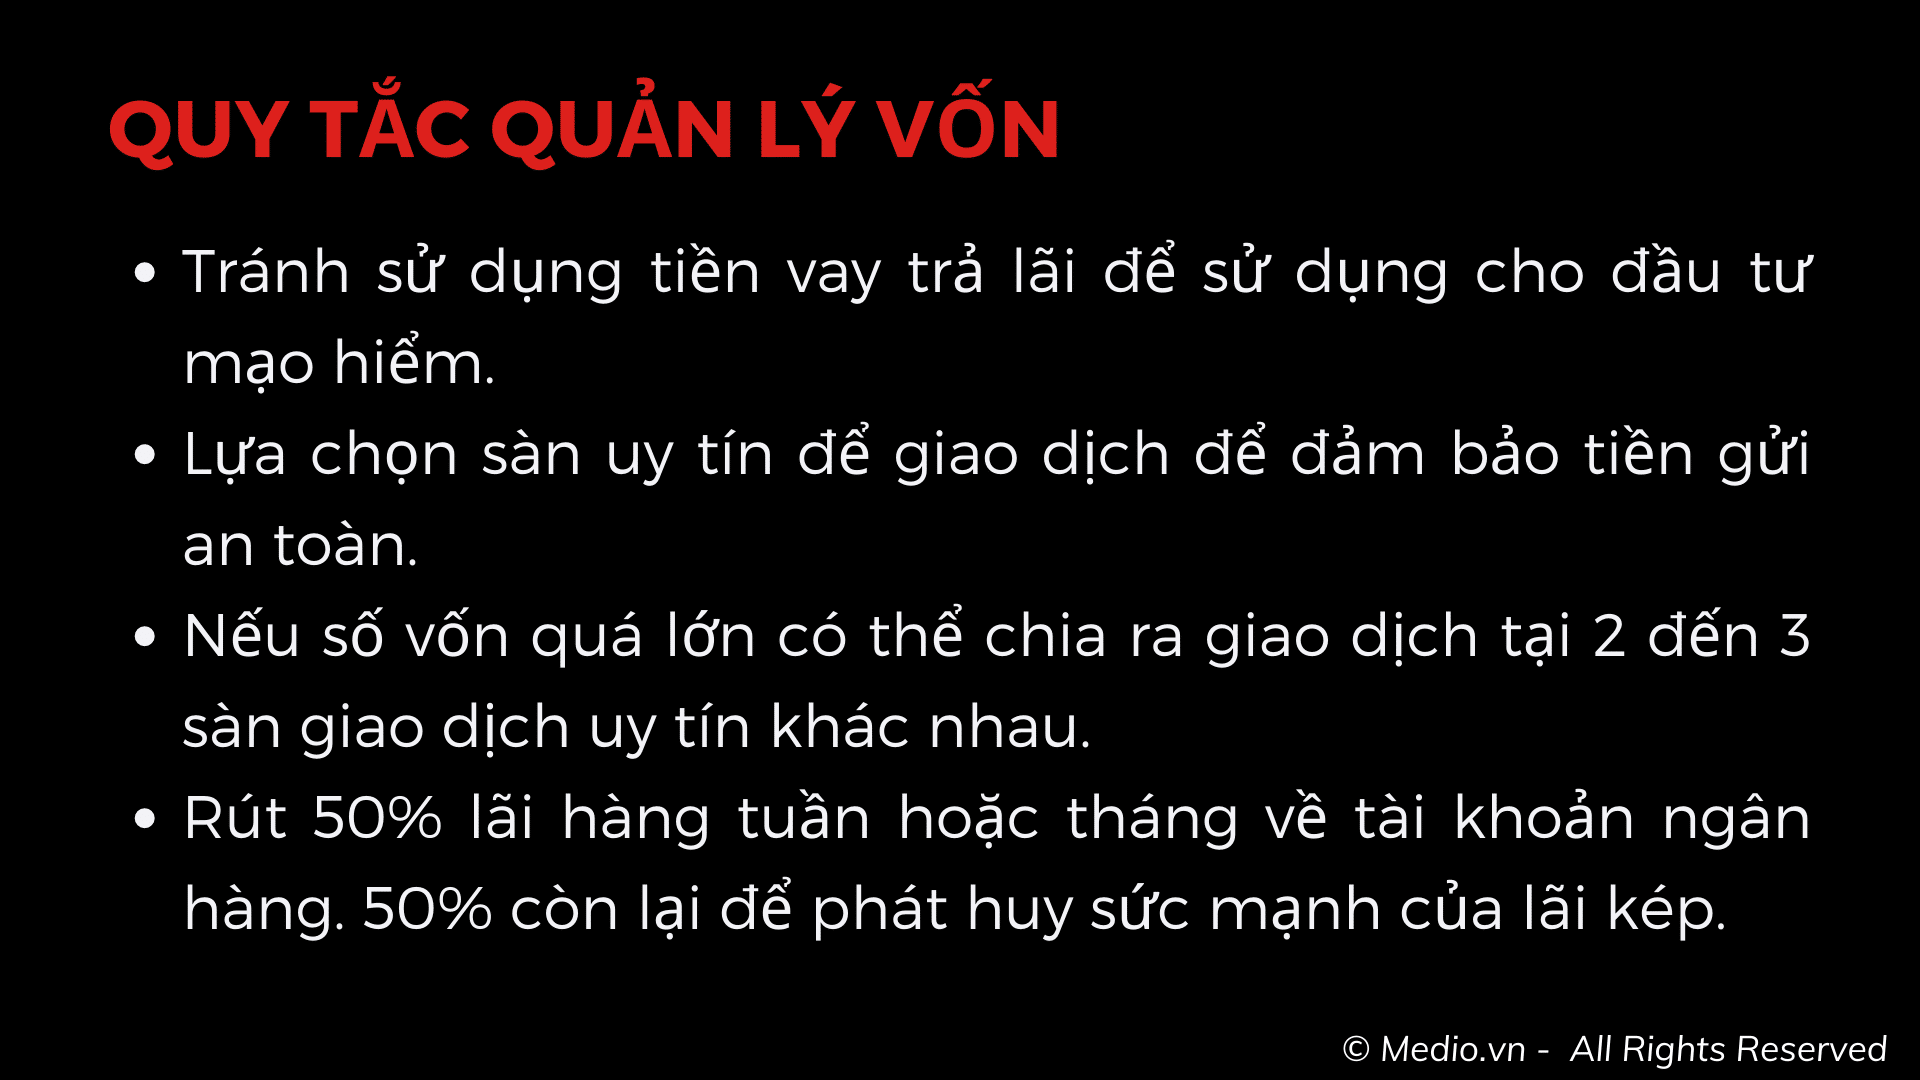 QUY TẮC QUẢN LÝ VỐN
• Tránh sử dụng tiền vay trả lãi để sử dụng cho đầu tư
mạo hiểm.
• Lựa chọn sàn uy tín để giao dịch để đảm bảo tiền gửi
an toàn.
• Nếu số vốn quá lớn có thể chia ra giao dịch tại 2 đến 3
sàn giao dịch uy tín khác nhau.
• Rút 50% lãi hàng tuần hoặc tháng về tài khoản ngân
hàng. 50% còn lại để phát huy sức mạnh của lãi kép.
© Medio.vn - All Rights Reserved